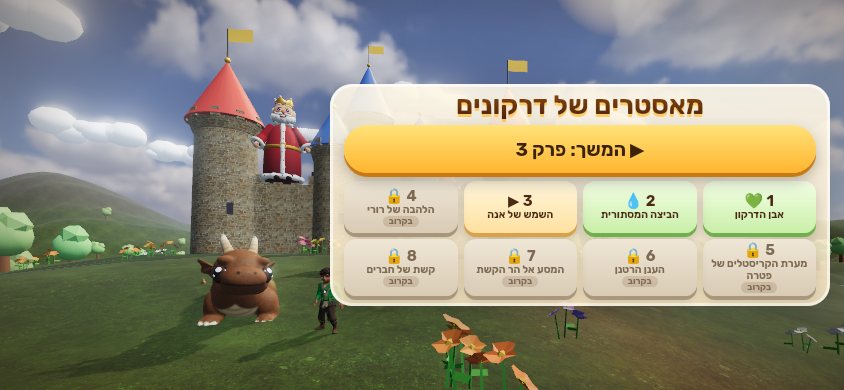 מאסטרים של דרקונים
▶ המשך: פרק 3
1 💚
אבן הדרקון
2 💧
הביצה המסתורית
3 ▶
השמש של אנה
4 🔒
הלהבה של רורי
בקרוב
5 🔒
מערת הקריסטלים של
פטרה
בקרוב
6 🔒
הענן הרטנן
בקרוב
7 🔒
המסע אל הר הקשת
בקרוב
8 🔒
קשת של חברים
בקרוב